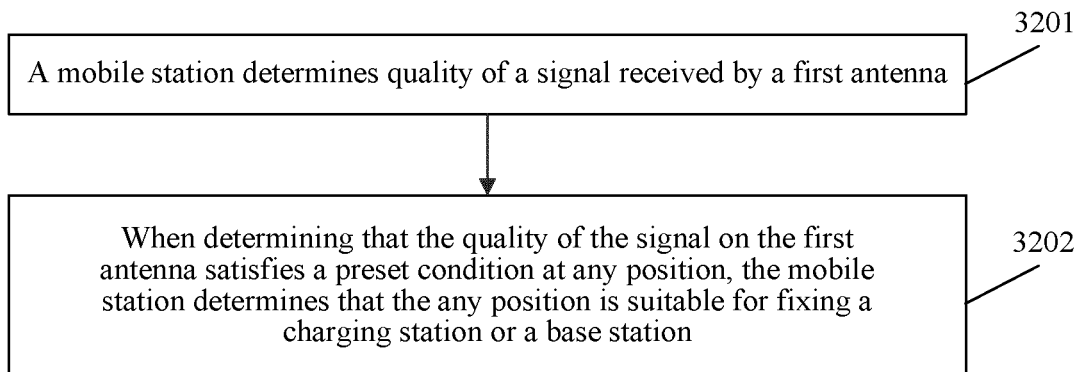 3201
A mobile station determines quality of a signal received by a first antenna
When determining that the quality of the signal on the first
antenna satisfies a preset condition at any position, the mobile
station determines that the any position is suitable for fixing a
charging station or a base station
3202